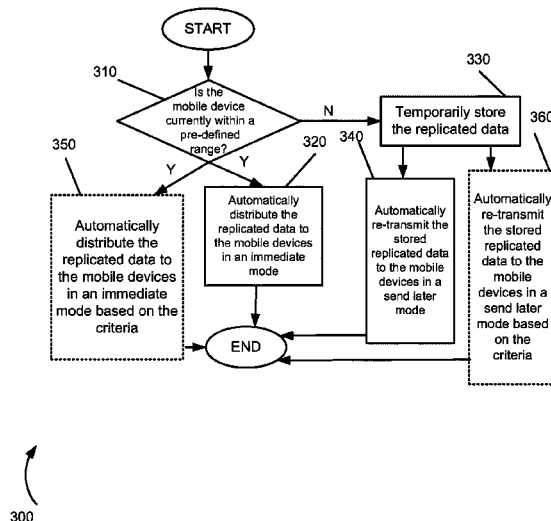 START
310
Is the
mobile device
currently within a
pre-defined
range?
N
330
Temporarily store
the replicated data
350
Y
Y
320
340
360
Automatically
distribute the
replicated data to
the mobile devices
in an immediate
mode based on the
criteria
Automatically
distribute the
replicated data to
the mobile devices
in an immediate
mode
Automatically
re-transmit the
stored
replicated data
to the mobile
devices in a
send later
mode
Automatically
re-transmit the
stored
replicated
data to the
mobile
devices in a
send later
mode based
on the
criteria
END
300